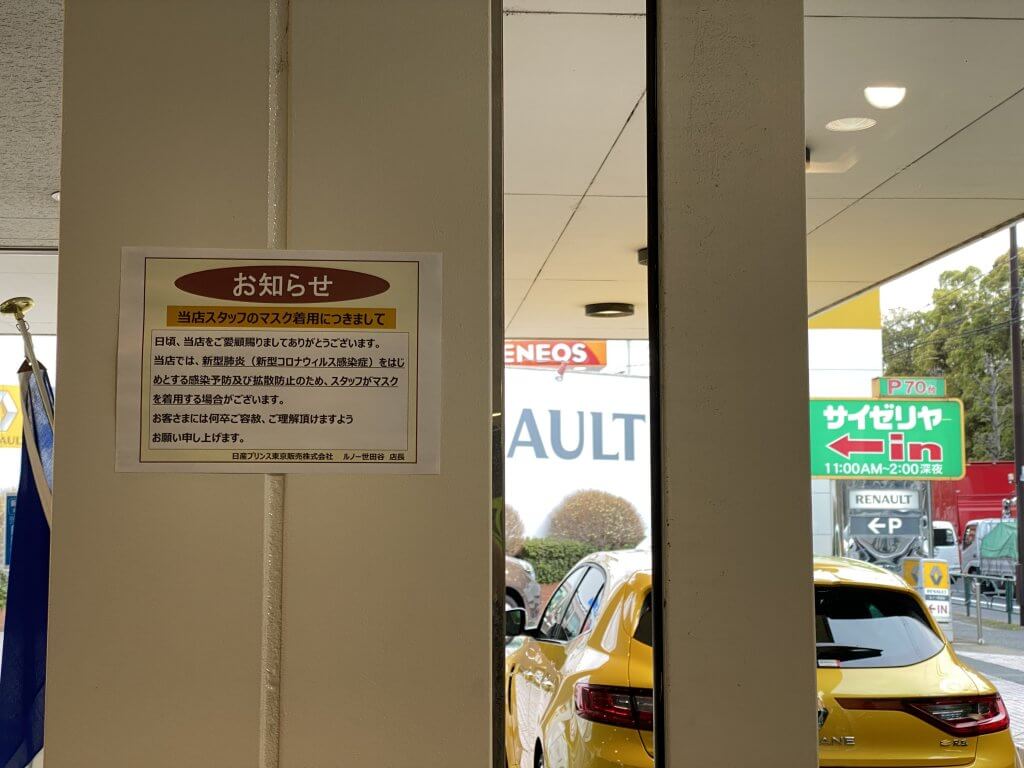 お知らせ
当店スタッフのマスク着用につきまして
日頃、当店をご愛顧賜りましてありがとうございます。
当店では、新型肺炎（新型コロナウィルス感染症）をはじ
めとする感染予防及び拡散防止のため、スタッフがマスク
を着用する場合がございます。
お客さまには何卒ご容赦、ご理解頂けますよう
お願い申し上げます。
日産プリンス東京販売株式会社　ルノー世田谷　店長
ENEOS
AULT
P 70台
サイゼリヤ
←in
11:00AM~2:00深夜
RENAULT
←P
RENAULT
←IN
ANE
R.S.